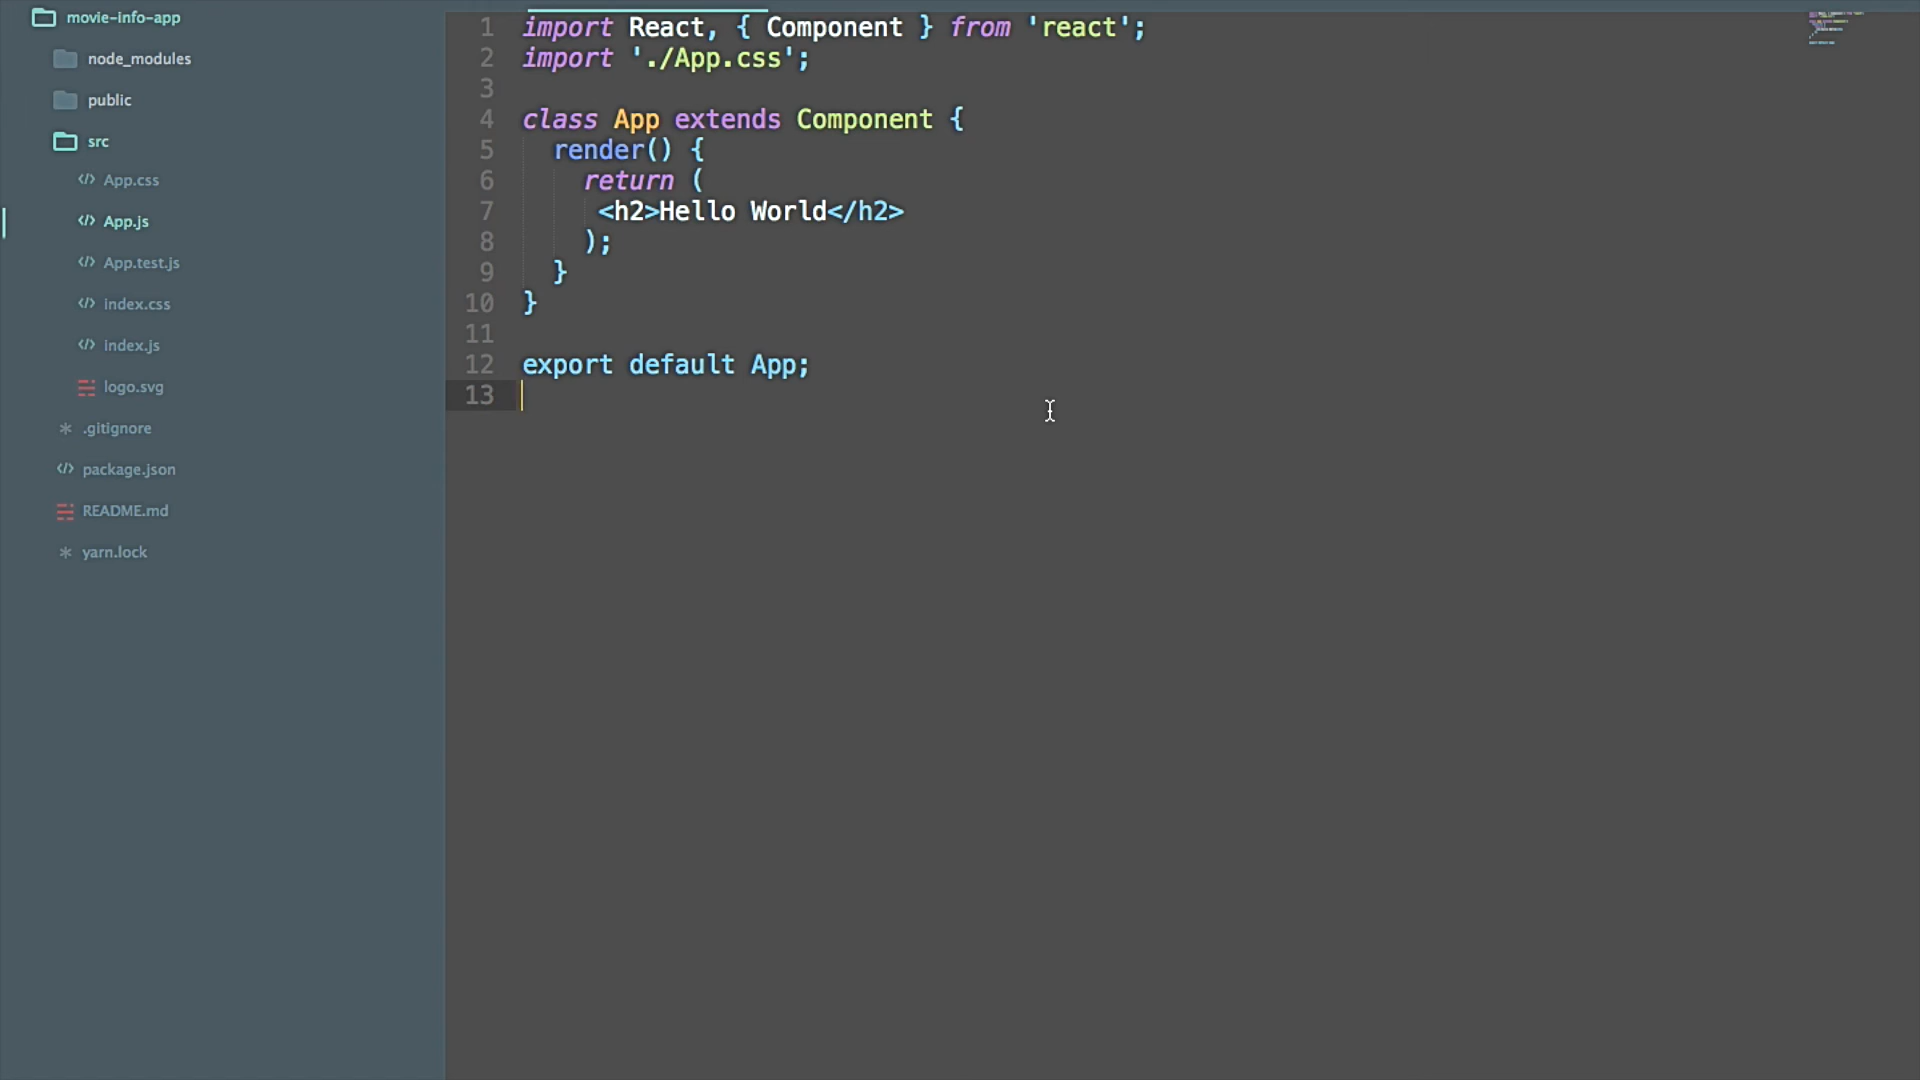 movie-info-app
node_modules
public
src
App.css
App.js
App.test.js
index.css
index.js
logo.svg
.gitignore
package.json
README.md
yarn.lock
1 import React, { Component } from 'react';
2 import './App.css';
3
4 class App extends Component {
5 render() {
6 return (
7 <h2>Hello World</h2>
8 );
9 }
10 }
11
12 export default App;
13